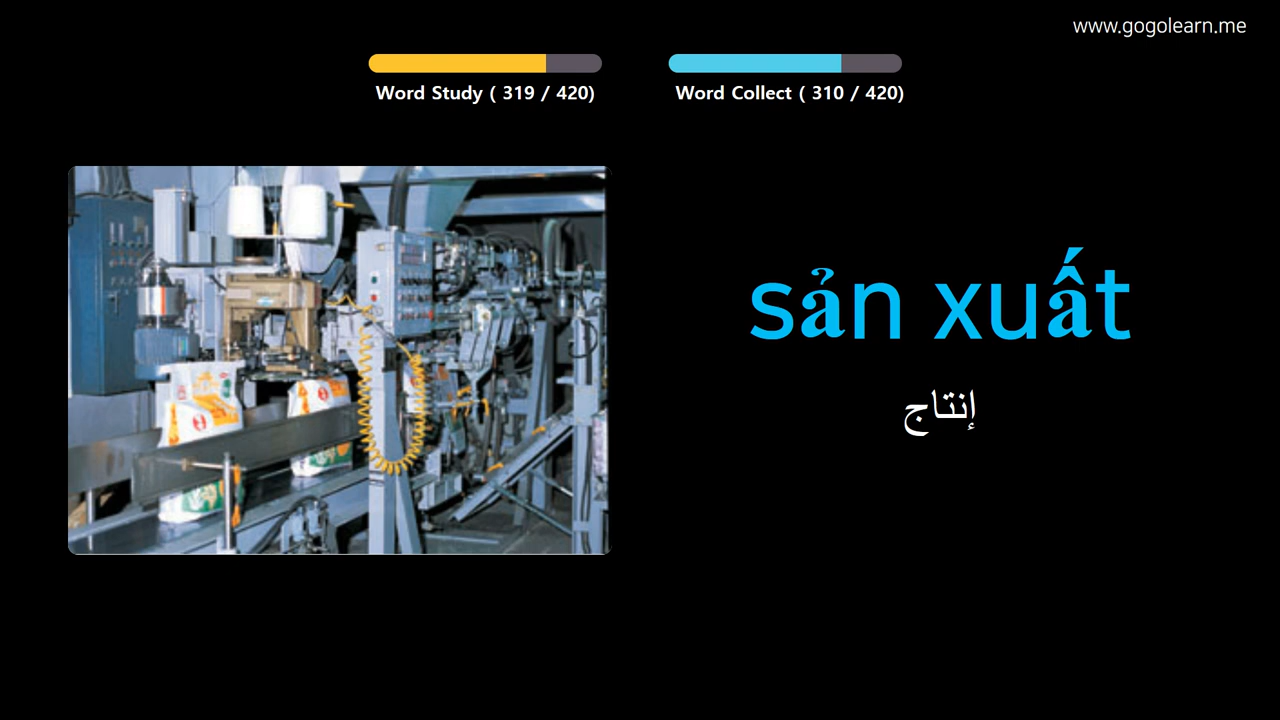 www.gogolearn.me
Word Study ( 319 / 420)
Word Collect ( 310 / 420)
sản xuất
إنتاج